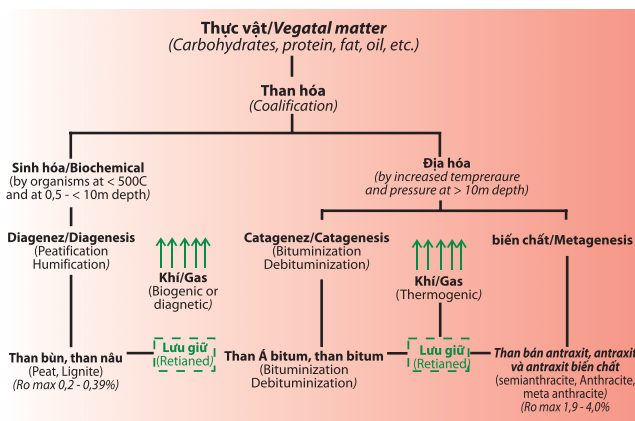 Thực vật/Vegatal matter
(Carbohydrates, protein, fat, oil, etc.)
Than hóa
(Coalification)
Sinh hóa/Biochemical
(by organisms at < 500C
and at 0,5 - < 10m depth)
Địa hóa
(by increased tempreraure
and pressure at > 10m depth)
Diagenez/Diagenesis
(Peatification
Humification)
Khí/Gas
(Biogenic or
diagnetic)
Catagenez/Catagenesis
(Bituminization
Debituminization)
Khí/Gas
(Thermogenic)
biến chất/Metagenesis
Than bùn, than nâu
(Peat, Lignite)
(Ro max 0,2 - 0,39%)
Lưu giữ
(Retianed)
Than Á bitum, than bitum
(Bituminization
Debituminization)
Lưu giữ
(Retianed)
Than bán antraxit, antraxit
và antraxit biến chất
(semianthracite, Anthracite,
meta anthracite)
(Ro max 1,9 - 4,0%